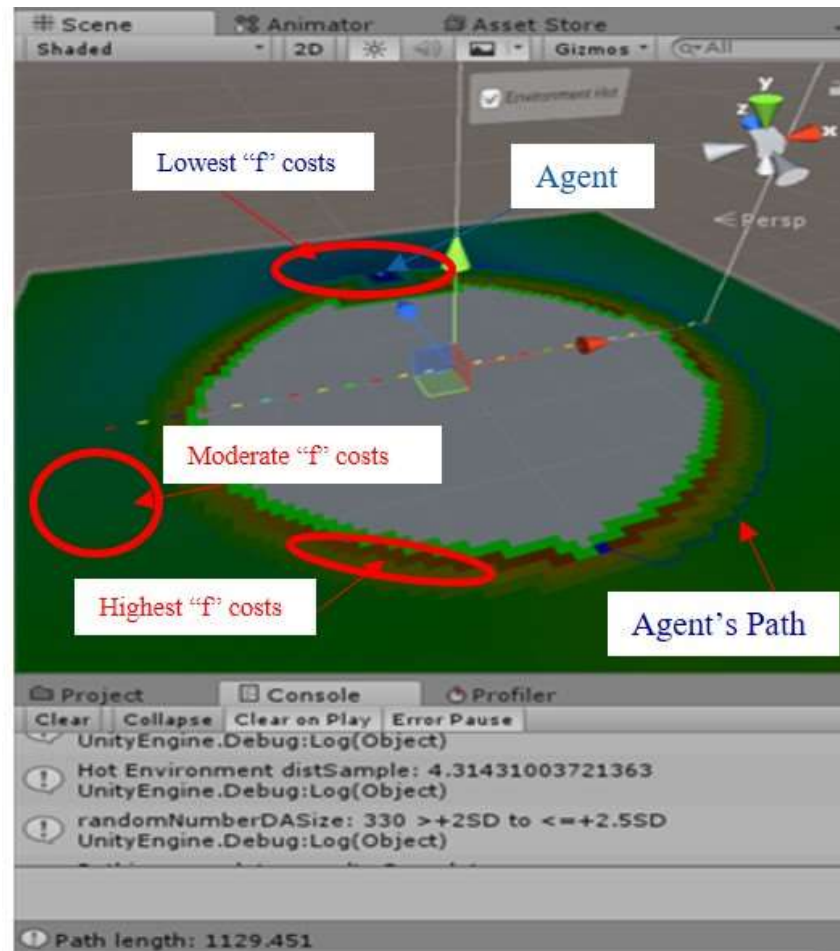 Scene Animator Asset Store
Shaded 2D Gizmos All
Environment Hot
y
z
x
Lowest “f” costs
Agent
Persp
Moderate “f” costs
Highest “f” costs
Agent’s Path
Project Console Profiler
Clear Collapse Clear on Play Error Pause
UnityEngine.Debug:Log(Object)
Hot Environment distSample: 4.31431003721363
UnityEngine.Debug:Log(Object)
randomNumberDASize: 330 >+2SD to <=+2.5SD
UnityEngine.Debug:Log(Object)
Path length: 1129.451